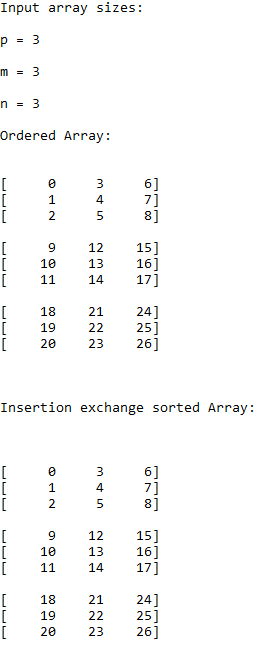 Input array sizes:
p = 3
m = 3
n = 3
Ordered Array:
[     0     3     6]
[     1     4     7]
[     2     5     8]
[     9    12    15]
[    10    13    16]
[    11    14    17]
[    18    21    24]
[    19    22    25]
[    20    23    26]
Insertion exchange sorted Array:
[     0     3     6]
[     1     4     7]
[     2     5     8]
[     9    12    15]
[    10    13    16]
[    11    14    17]
[    18    21    24]
[    19    22    25]
[    20    23    26]